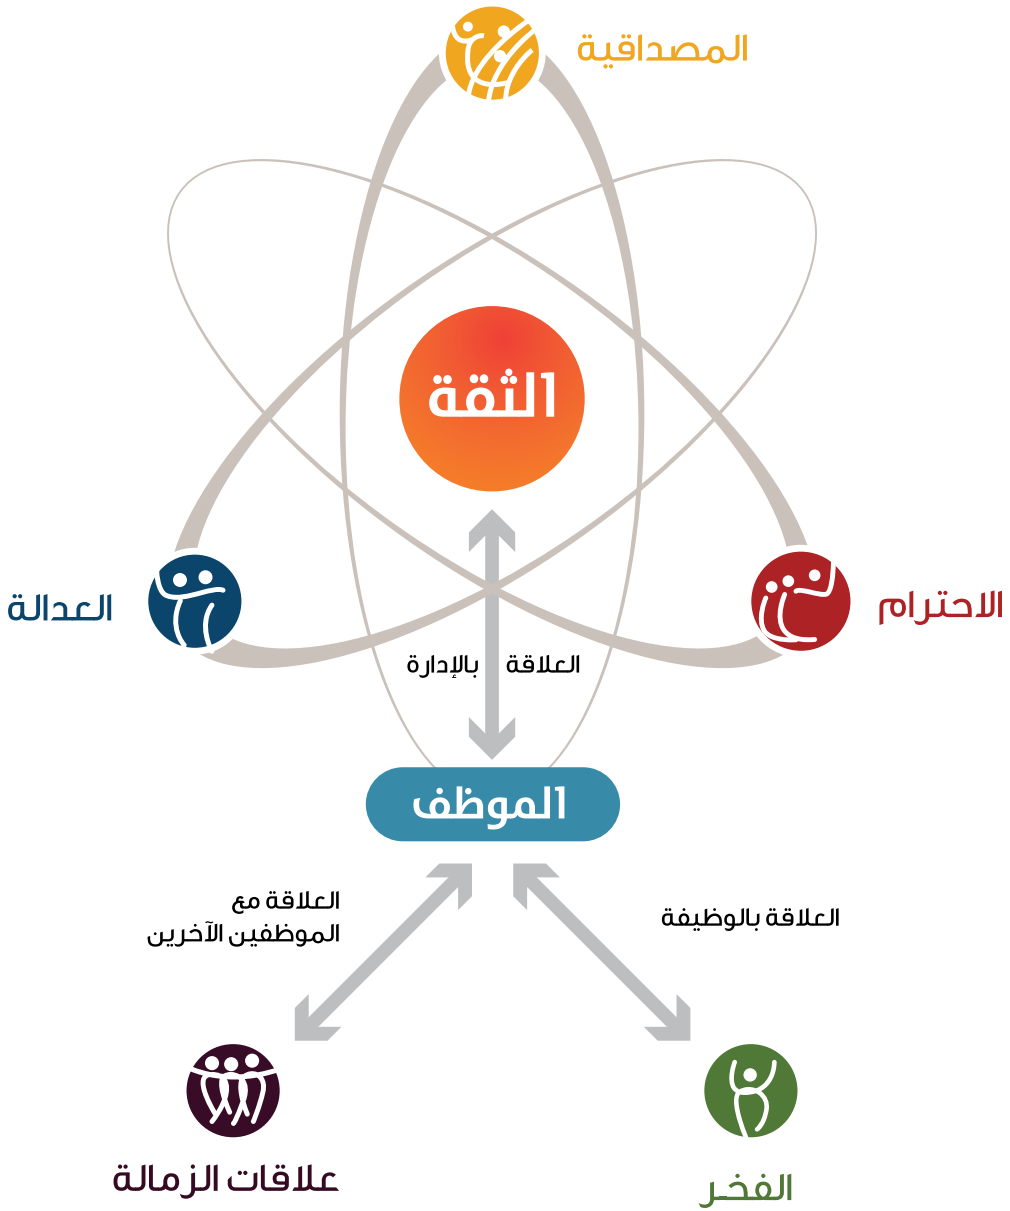 المصداقية
الثقة
الاحترام
العدالة
العلاقة بالإدارة
الموظف
العلاقة بالوظيفة
العلاقة مع
الموظفين الآخرين
الفخر
علاقات الزمالة